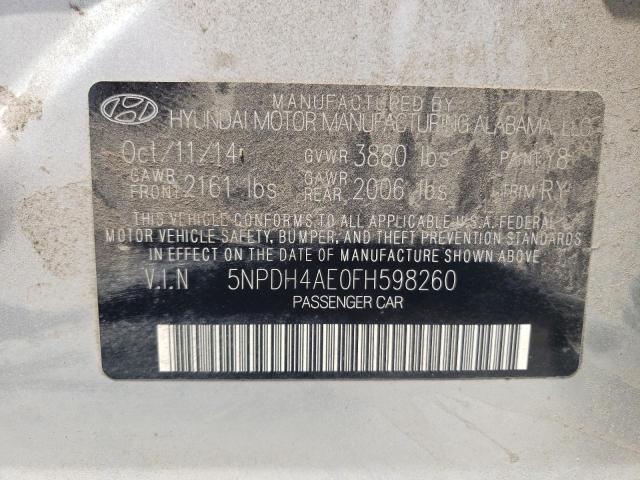 MANUFACTURED BY
HYUNDAI MOTOR MANUFACTURING ALABAMA, LLC
Oct/11/14 GVWR 3880 lbs PAINT Y8
GAWR FRONT 2161 lbs GAWR REAR 2006 lbs TRIM RY
THIS VEHICLE CONFORMS TO ALL APPLICABLE U.S.A. FEDERAL
MOTOR VEHICLE SAFETY, BUMPER, AND THEFT PREVENTION STANDARDS
IN EFFECT ON THE DATE OF MANUFACTURE SHOWN ABOVE
V.I.N 5NPDH4AE0FH598260
PASSENGER CAR